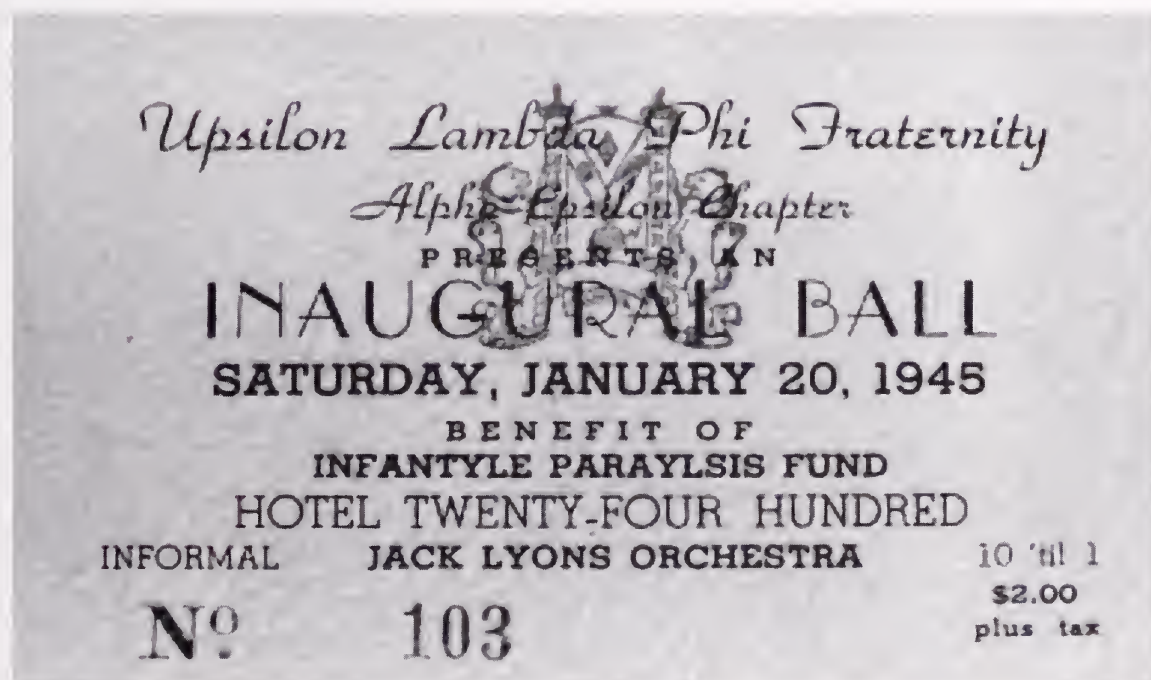 Upsilon Lambda Phi Fraternity
Alpha Epsilon Chapter
PRESENTS AN
INAUGURAL BALL
SATURDAY, JANUARY 20, 1945
BENEFIT OF
INFANTYLE PARAYLSIS FUND
HOTEL TWENTY-FOUR HUNDRED
INFORMAL JACK LYONS ORCHESTRA 10 'til 1
$2.00
plus tax
Nº 103